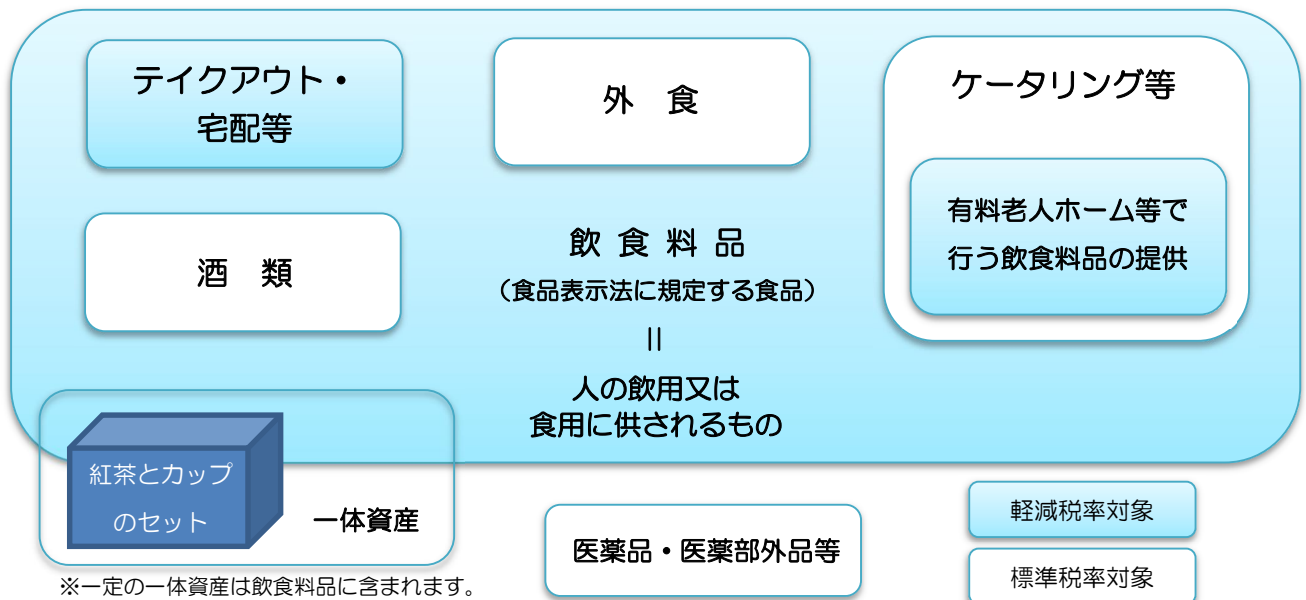 テイクアウト・
宅配等
外　食
ケータリング等
有料老人ホーム等で
行う飲食料品の提供
酒　類
飲 食 料 品
（食品表示法に規定する食品）
＝
人の飲用又は
食用に供されるもの
紅茶とカップ
のセット
一体資産
※一定の一体資産は飲食料品に含まれます。
医薬品・医薬部外品等
軽減税率対象
標準税率対象